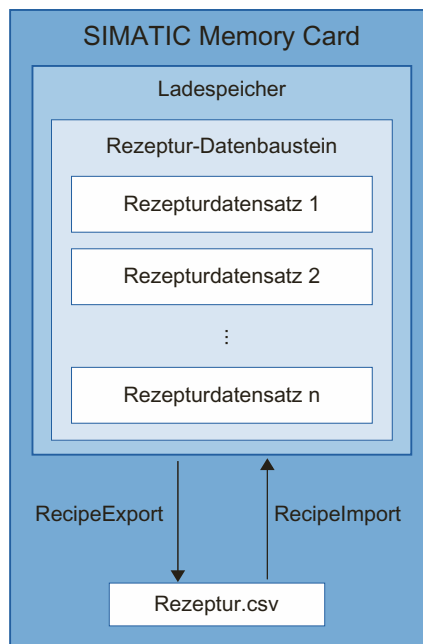 SIMATIC Memory Card
Ladespeicher
Rezeptur-Datenbaustein
Rezepturdatensatz 1
Rezepturdatensatz 2
...
Rezepturdatensatz n
RecipeExport
RecipeImport
Rezeptur.csv